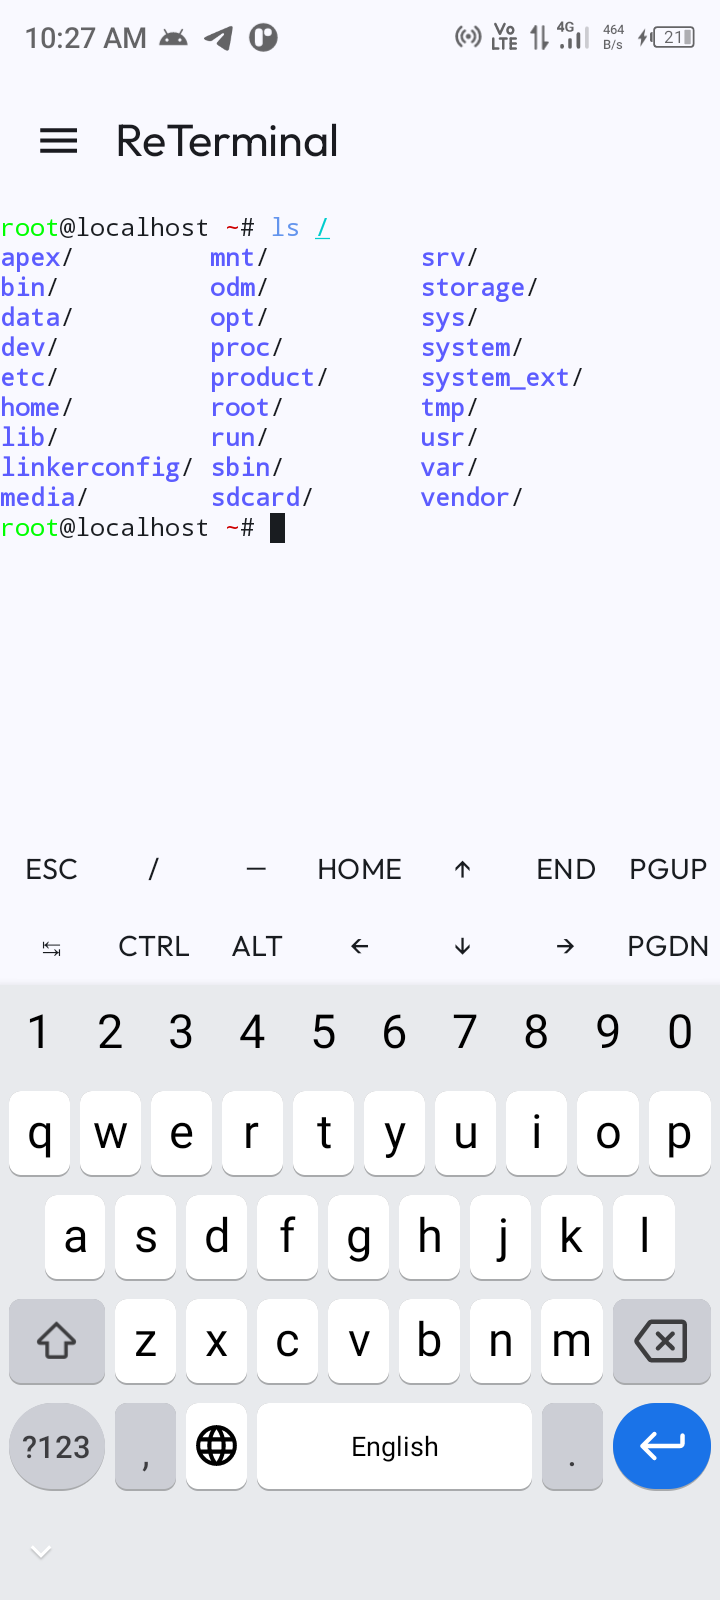 10:27 AM Vo LTE 4G 464 B/s 21
ReTerminal
root@localhost ~# ls /
apex/ mnt/ srv/
bin/ odm/ storage/
data/ opt/ sys/
dev/ proc/ system/
etc/ product/ system_ext/
home/ root/ tmp/
lib/ run/ usr/
linkerconfig/ sbin/ var/
media/ sdcard/ vendor/
root@localhost ~#
ESC / — HOME ↑ END PGUP
↹ CTRL ALT ← ↓ → PGDN
1 2 3 4 5 6 7 8 9 0
q w e r t y u i o p
a s d f g h j k l
z x c v b n m
?123 , English .